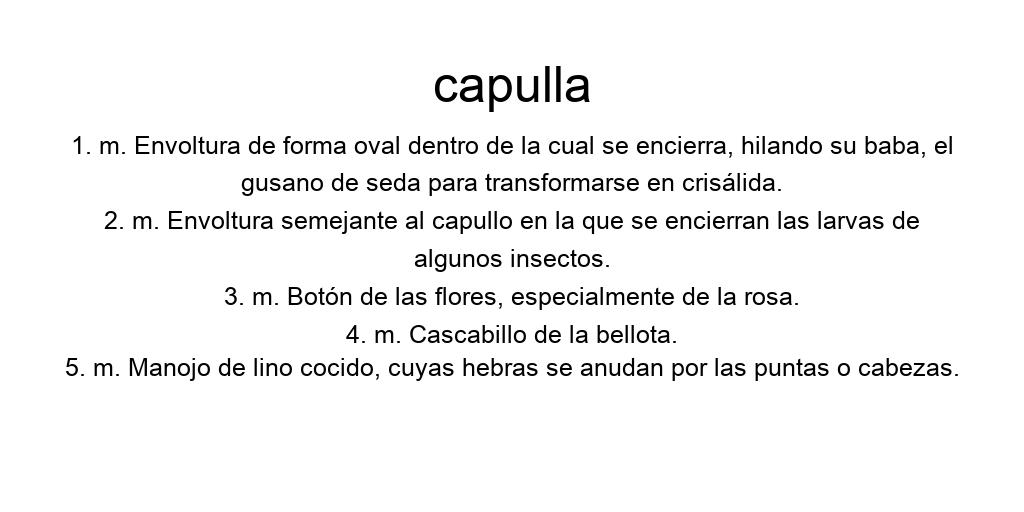 capulla
1. m. Envoltura de forma oval dentro de la cual se encierra, hilando su baba, el
gusano de seda para transformarse en crisálida.
2. m. Envoltura semejante al capullo en la que se encierran las larvas de
algunos insectos.
3. m. Botón de las flores, especialmente de la rosa.
4. m. Cascabillo de la bellota.
5. m. Manojo de lino cocido, cuyas hebras se anudan por las puntas o cabezas.